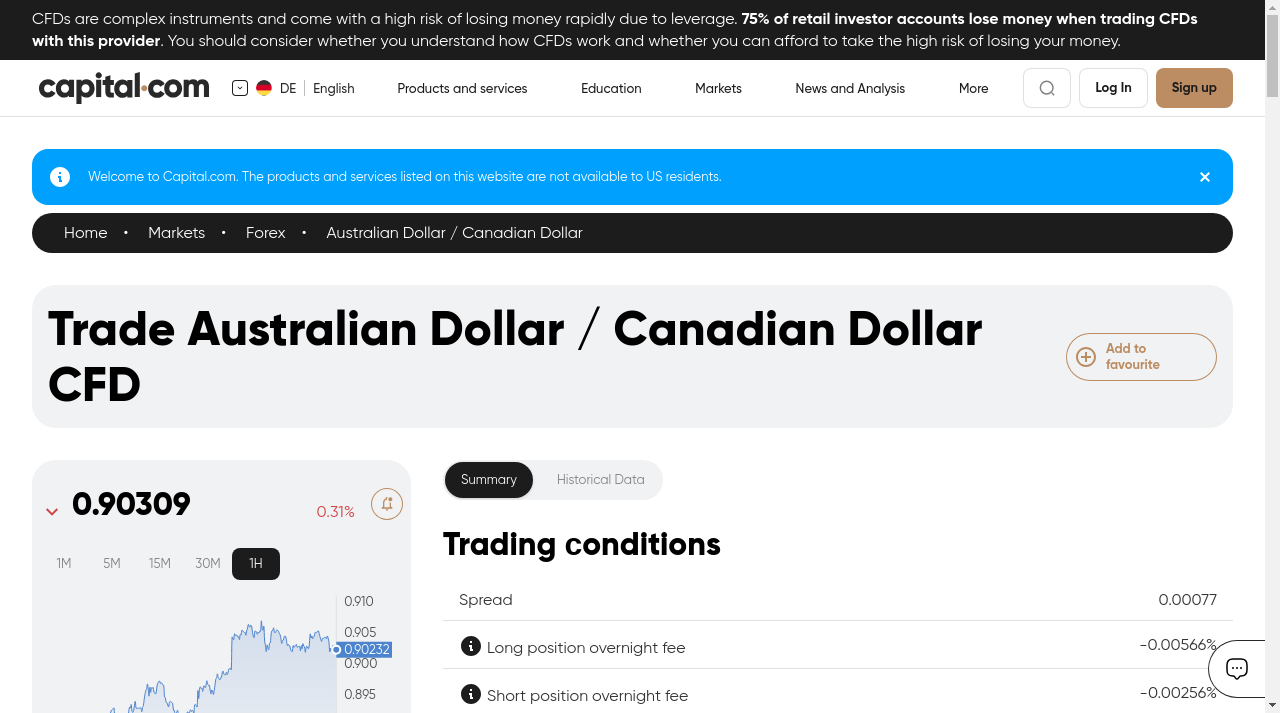 CFDs are complex instruments and come with a high risk of losing money rapidly due to leverage. 75% of retail investor accounts lose money when trading CFDs
with this provider. You should consider whether you understand how CFDs work and whether you can afford to take the high risk of losing your money.
capital.com DE English Products and services Education Markets News and Analysis More Log In Sign up
Welcome to Capital.com. The products and services listed on this website are not available to US residents.
Home • Markets • Forex • Australian Dollar / Canadian Dollar
Trade Australian Dollar / Canadian Dollar
CFD
Add to
favourite
0.90309 0.31%
1M 5M 15M 30M 1H
0.910
0.905
0.90232
0.900
0.895
Summary Historical Data
Trading conditions
Spread 0.00077
Long position overnight fee -0.00566%
Short position overnight fee -0.00256%